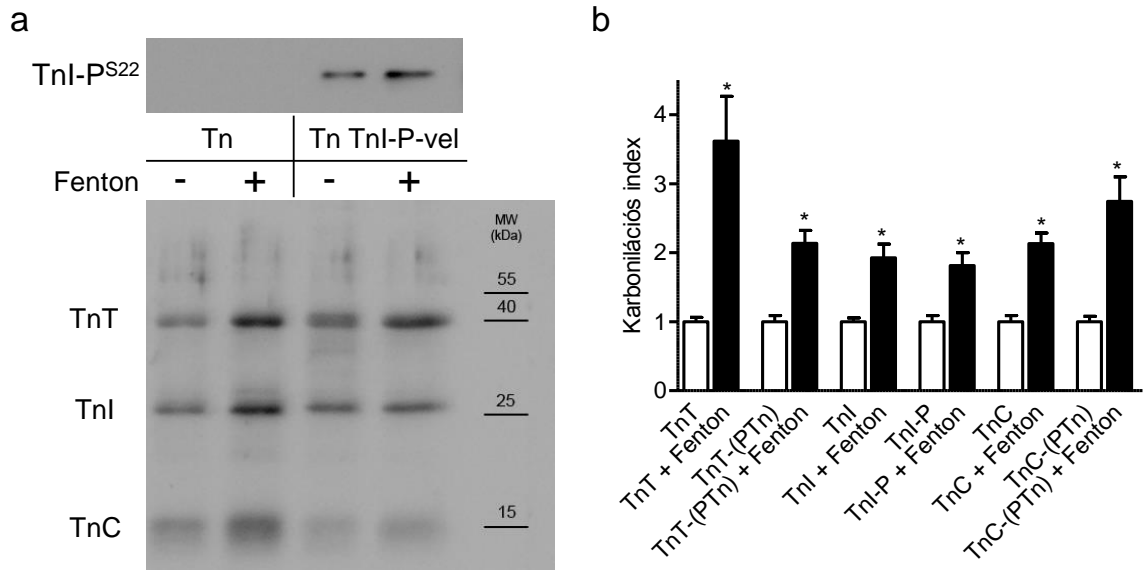 a
TnI-P^S22
Tn
Tn TnI-P-vel
Fenton - + - +
MW
(kDa)
55
40
25
15
TnT
TnI
TnC
b
Karbonilációs index
4
3
2
1
0
* * * * * *
TnT
TnT + Fenton
TnT-(PTn)
TnT-(PTn) + Fenton
TnI
TnI + Fenton
TnI-P
TnI-P + Fenton
TnC
TnC + Fenton
TnC-(PTn)
TnC-(PTn) + Fenton